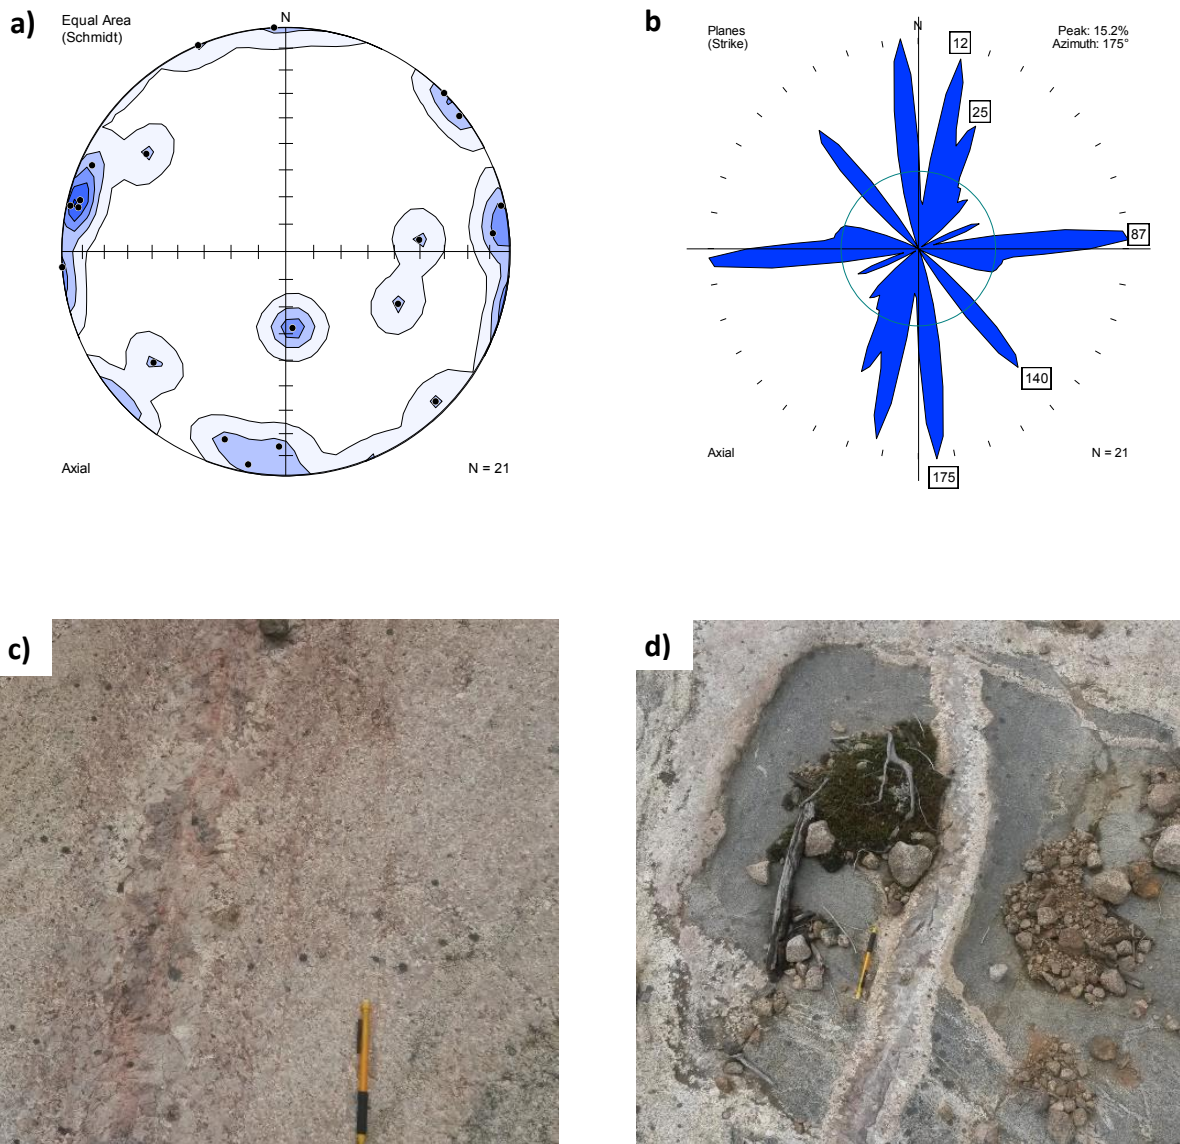 a)
Equal Area
(Schmidt)
N
Axial
N = 21
b
Planes
(Strike)
N
Peak: 15.2%
Azimuth: 175°
12
25
87
140
175
Axial
N = 21
c)
d)